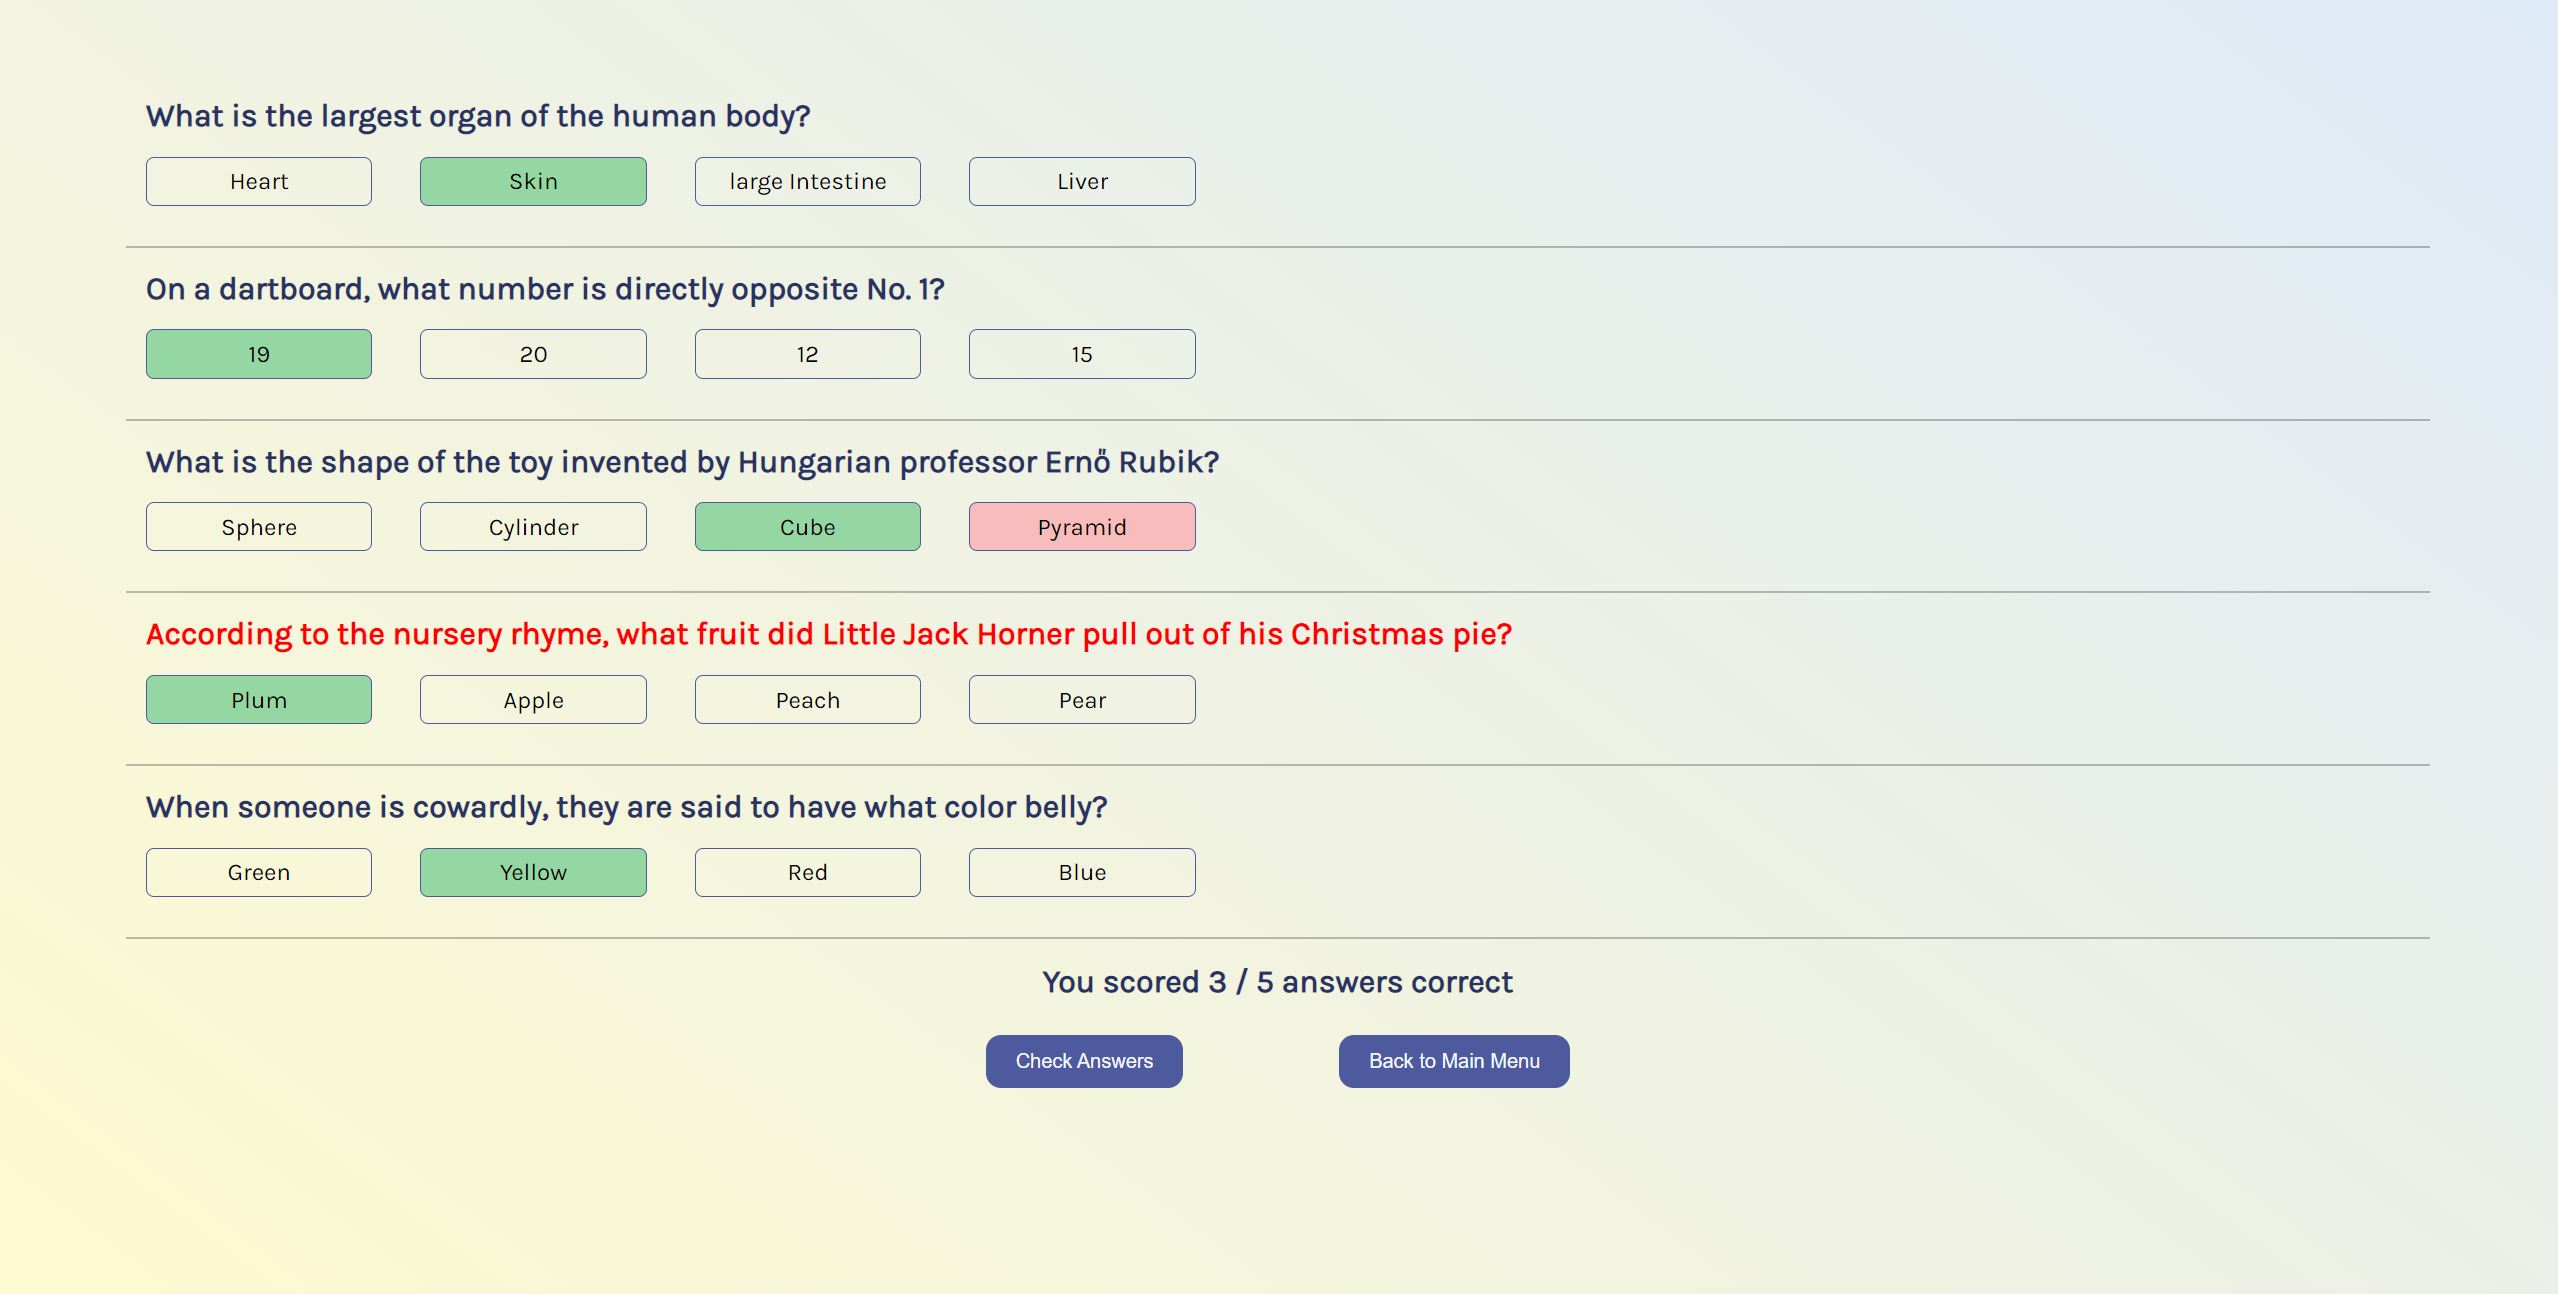 What is the largest organ of the human body?
Heart Skin large Intestine Liver
On a dartboard, what number is directly opposite No. 1?
19 20 12 15
What is the shape of the toy invented by Hungarian professor Ernő Rubik?
Sphere Cylinder Cube Pyramid
According to the nursery rhyme, what fruit did Little Jack Horner pull out of his Christmas pie?
Plum Apple Peach Pear
When someone is cowardly, they are said to have what color belly?
Green Yellow Red Blue
You scored 3 / 5 answers correct
Check Answers Back to Main Menu